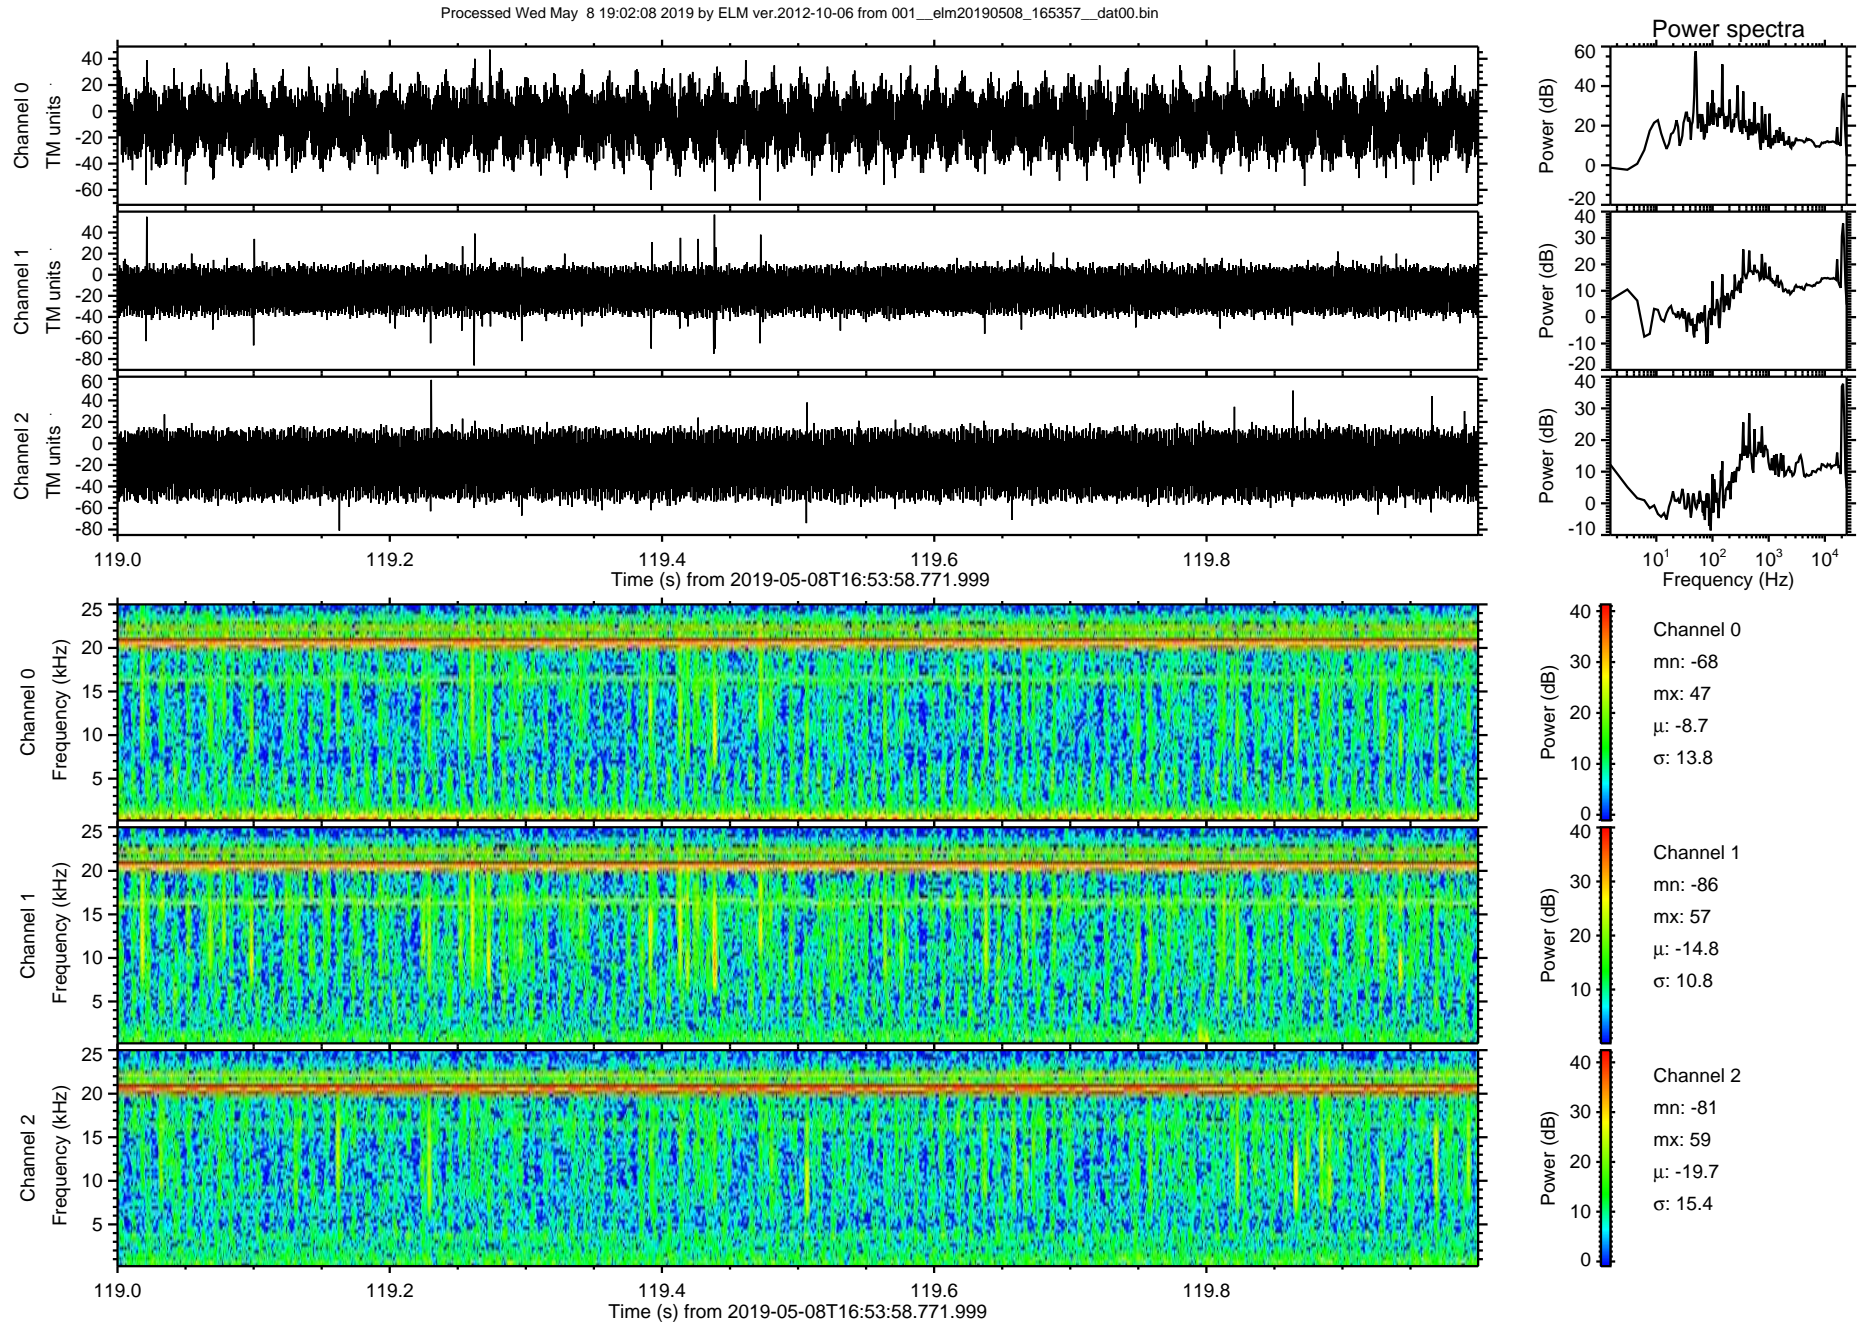 Processed Wed May  8 19:02:08 2019 by ELM ver.2012-10-06 from 001__elm20190508_165357__dat00.bin
Power spectra
Channel 0
TM units
40
20
0
-20
-40
-60
Power (dB)
60
40
20
0
-20
Channel 1
TM units
40
20
0
-20
-40
-60
-80
Power (dB)
40
30
20
10
0
-10
-20
Channel 2
TM units
60
40
20
0
-20
-40
-60
-80
Power (dB)
40
30
20
10
0
-10
119.0 119.2 119.4 119.6 119.8
Time (s) from 2019-05-08T16:53:58.771.999
10¹ 10² 10³ 10⁴
Frequency (Hz)
Channel 0
Frequency (kHz)
25
20
15
10
5
Power (dB)
40
30
20
10
0
Channel 0
mn: -68
mx: 47
µ: -8.7
σ: 13.8
Channel 1
Frequency (kHz)
25
20
15
10
5
Power (dB)
40
30
20
10
Channel 1
mn: -86
mx: 57
µ: -14.8
σ: 10.8
Channel 2
Frequency (kHz)
25
20
15
10
5
Power (dB)
40
30
20
10
0
Channel 2
mn: -81
mx: 59
µ: -19.7
σ: 15.4
119.0 119.2 119.4 119.6 119.8
Time (s) from 2019-05-08T16:53:58.771.999